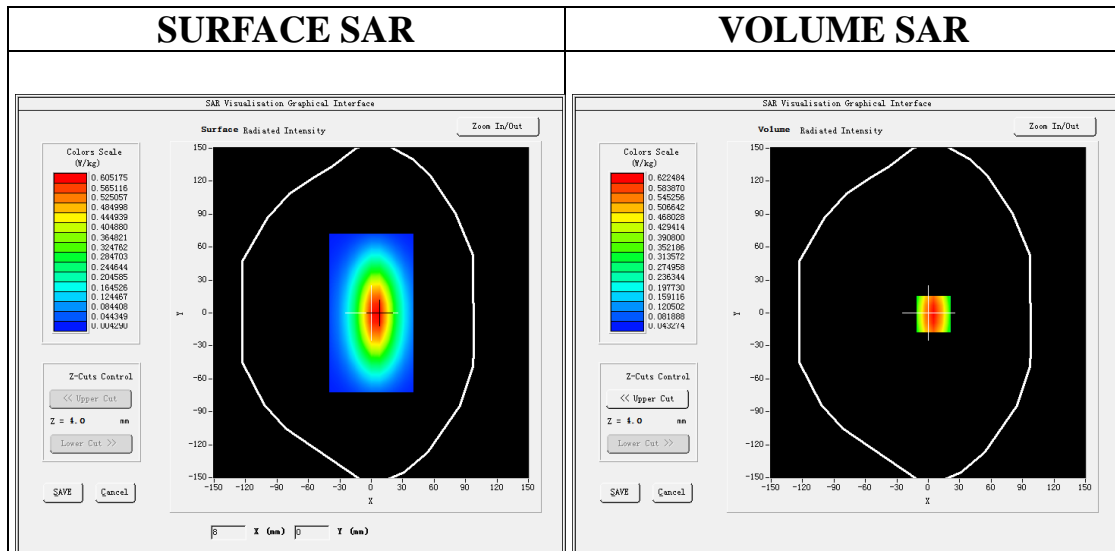 SURFACE SAR
SAR Visualisation Graphical Interface
Surface Radiated Intensity
Zoom In/Out
Colors Scale
(W/kg)
0.605175
0.565116
0.525057
0.484998
0.444939
0.404880
0.364821
0.324762
0.284703
0.244644
0.204585
0.164526
0.124467
0.084408
0.044349
0.004290
150
90
60
30
0
-30
-60
-90
-120
-150
Y
-150 -120 -90 -60 -30 0 30 60 90 120 150
X
Z-Cuts Control
<< Upper Cut
Z = 4.0 mm
Lower Cut >>
SAVE Cancel
8 X (mm) 0 Y (mm)
VOLUME SAR
SAR Visualisation Graphical Interface
Volume Radiated Intensity
Zoom In/Out
Colors Scale
(W/kg)
0.622484
0.583870
0.545256
0.506642
0.468028
0.429414
0.390800
0.352186
0.313572
0.274958
0.236344
0.197730
0.159116
0.120502
0.081888
0.043274
150
90
60
30
0
-30
-60
-90
-120
-150
Y
-150 -120 -90 -60 -30 0 30 60 90 120 150
X
Z-Cuts Control
<< Upper Cut
Z = 4.0 mm
Lower Cut >>
SAVE Cancel